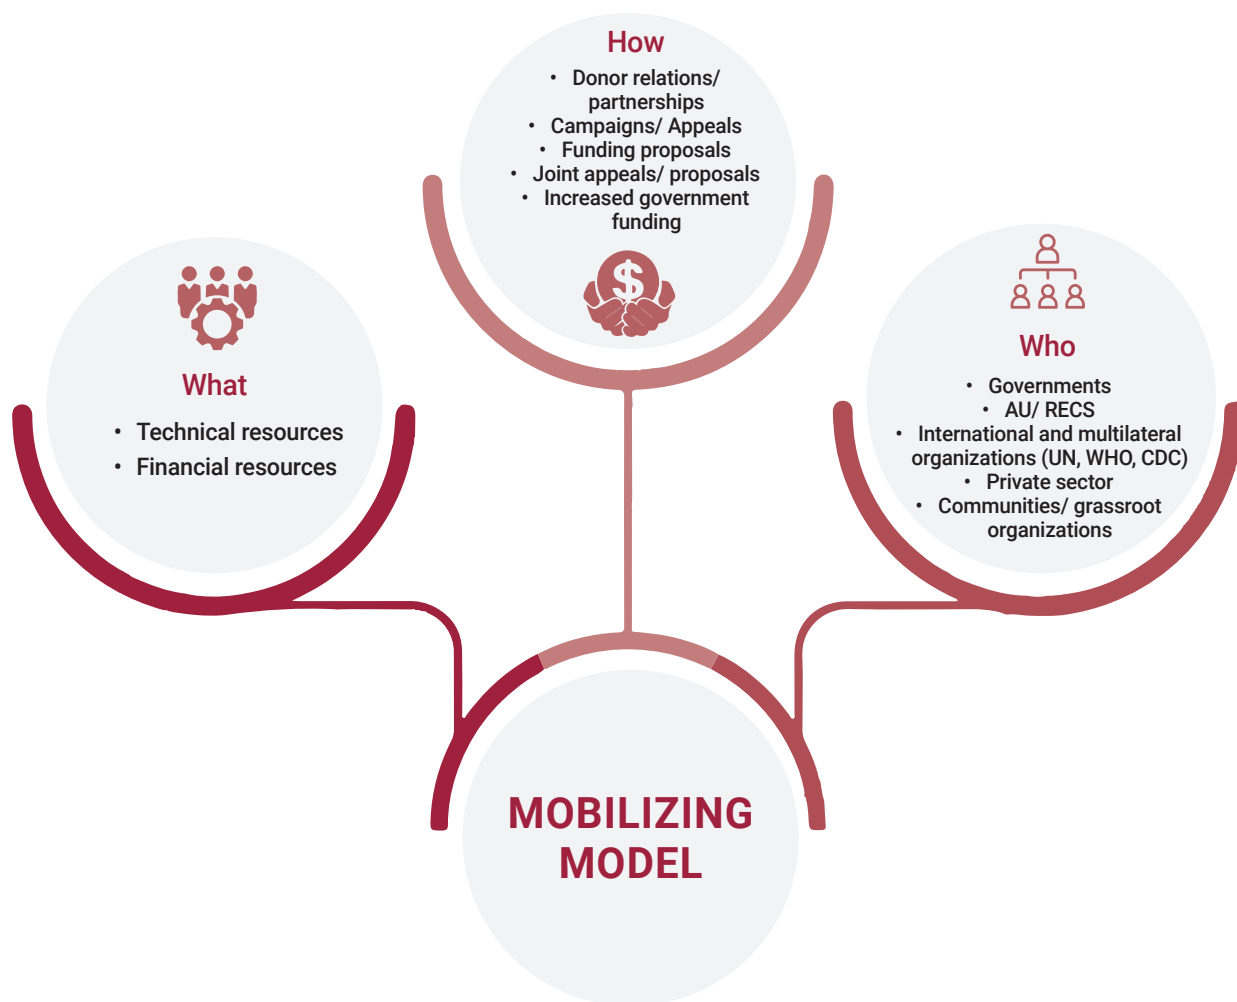 How
• Donor relations/
partnerships
• Campaigns/ Appeals
• Funding proposals
• Joint appeals/ proposals
• Increased government
funding
What
• Technical resources
• Financial resources
Who
• Governments
• AU/ RECS
• International and multilateral
organizations (UN, WHO, CDC)
• Private sector
• Communities/ grassroot
organizations
MOBILIZING
MODEL